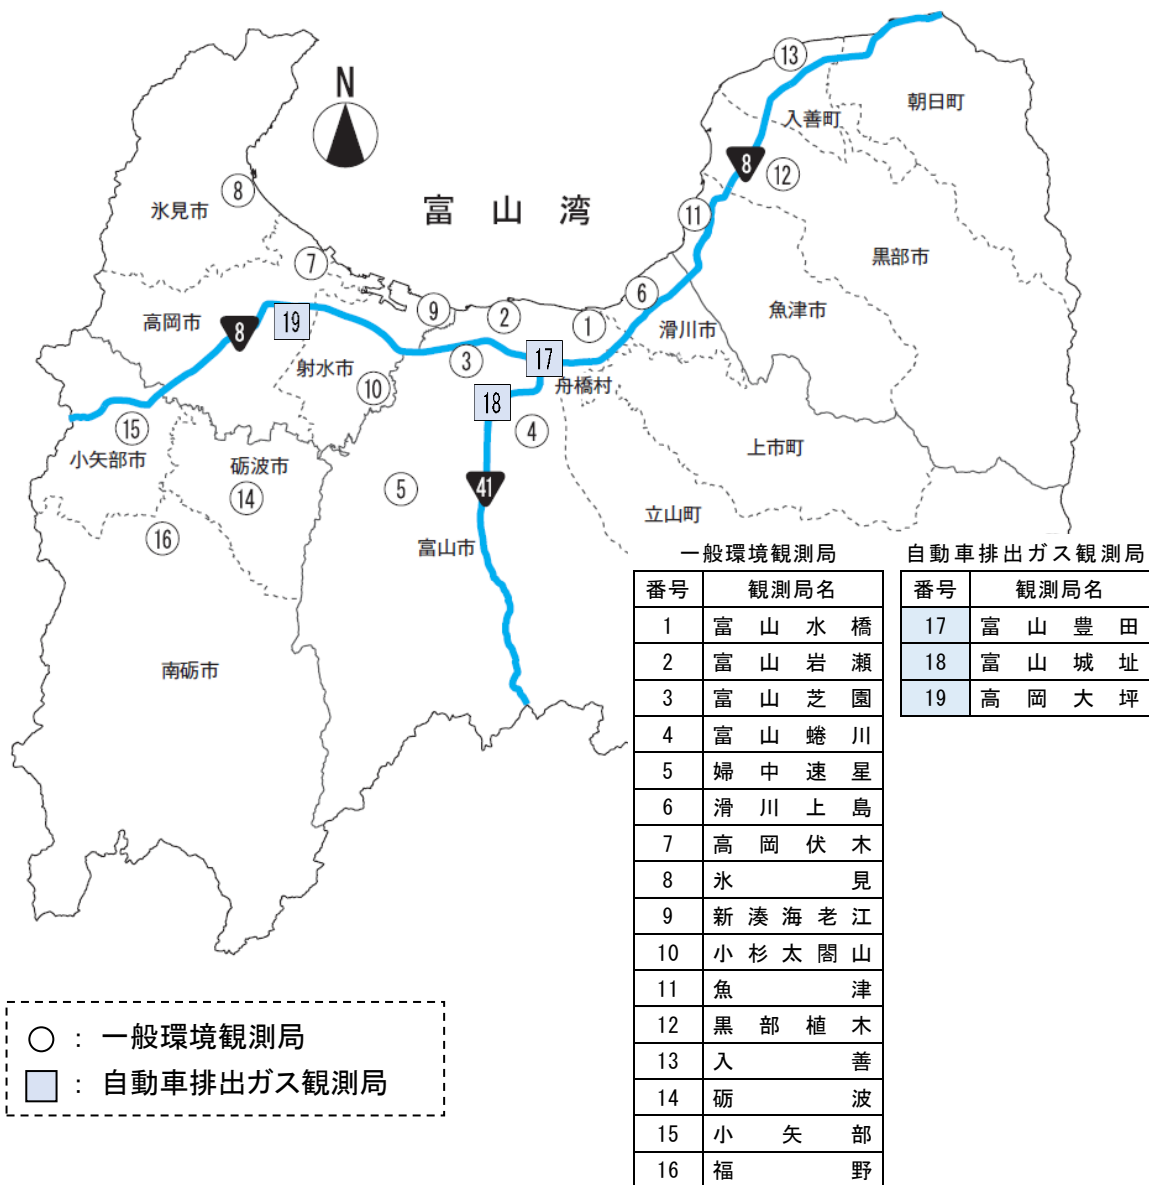 13
N
朝日町
入善町
8
12
8
富山湾
氷見市
11
黒部市
7
6
9
2
1
魚津市
高岡市
19
滑川市
8
3
17
射水市
10
舟橋村
18
15
4
小矢部市
砺波市
上市町
14
5
41
立山町
16
富山市
南砺市
一般環境観測局
番号 観測局名
1 富山水橋
2 富山岩瀬
3 富山芝園
4 富山蜷川
5 婦中速星
6 滑川上島
7 高岡伏木
8 氷見
9 新湊海老江
10 小杉太閤山
11 魚津
12 黒部植木
13 入善
14 砺波
15 小矢部
16 福野
自動車排出ガス観測局
番号 観測局名
17 富山豊田
18 富山城址
19 高岡大坪
○ : 一般環境観測局
: 自動車排出ガス観測局